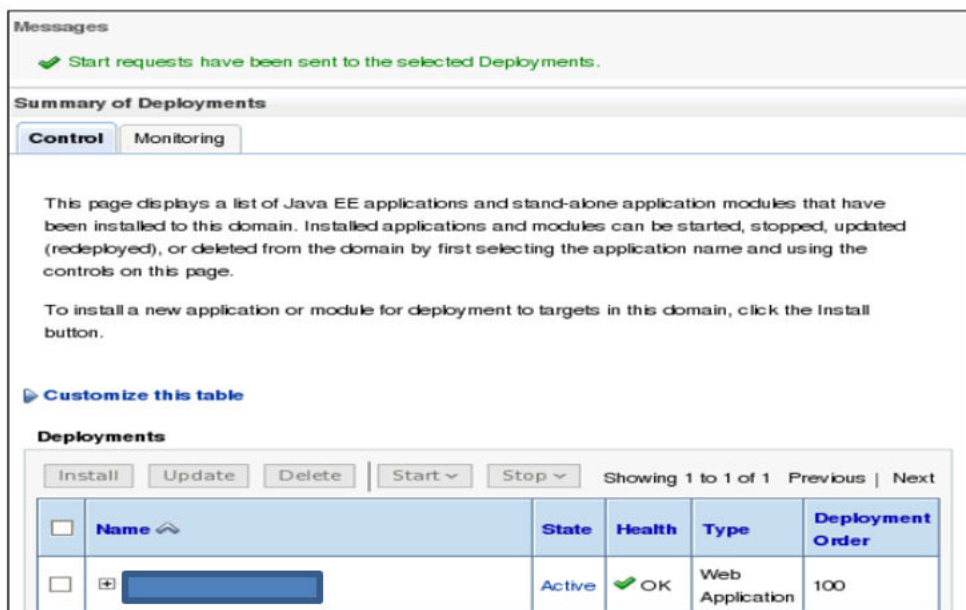 Messages
Start requests have been sent to the selected Deployments.
Summary of Deployments
Control Monitoring
This page displays a list of Java EE applications and stand-alone application modules that have
been installed to this domain. Installed applications and modules can be started, stopped, updated
(redeployed), or deleted from the domain by first selecting the application name and using the
controls on this page.
To install a new application or module for deployment to targets in this domain, click the Install
button.
Customize this table
Deployments
Install Update Delete Start Stop Showing 1 to 1 of 1 Previous | Next
Name State Health Type Deployment
Order
Active OK Web
Application 100